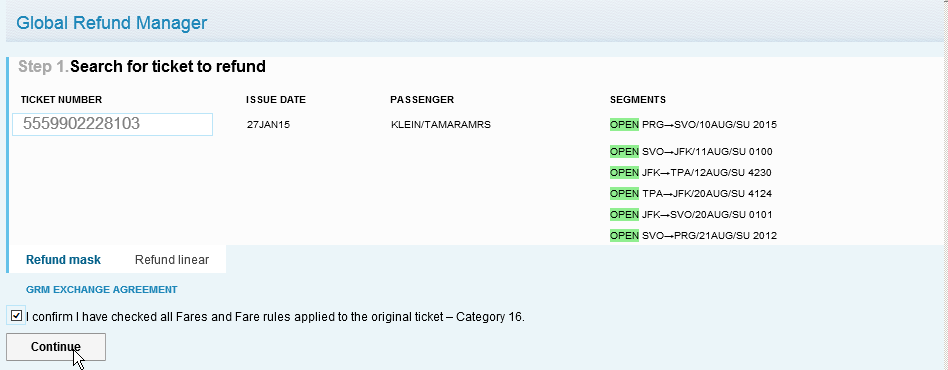 Global Refund Manager
Step 1.Search for ticket to refund
TICKET NUMBER ISSUE DATE PASSENGER SEGMENTS
5559902228103 27JAN15 KLEIN/TAMARAMRS OPEN PRG→SVO/10AUG/SU 2015
OPEN SVO→JFK/11AUG/SU 0100
OPEN JFK→TPA/12AUG/SU 4230
OPEN TPA→JFK/20AUG/SU 4124
OPEN JFK→SVO/20AUG/SU 0101
OPEN SVO→PRG/21AUG/SU 2012
Refund mask Refund linear
GRM EXCHANGE AGREEMENT
I confirm I have checked all Fares and Fare rules applied to the original ticket – Category 16.
Continue